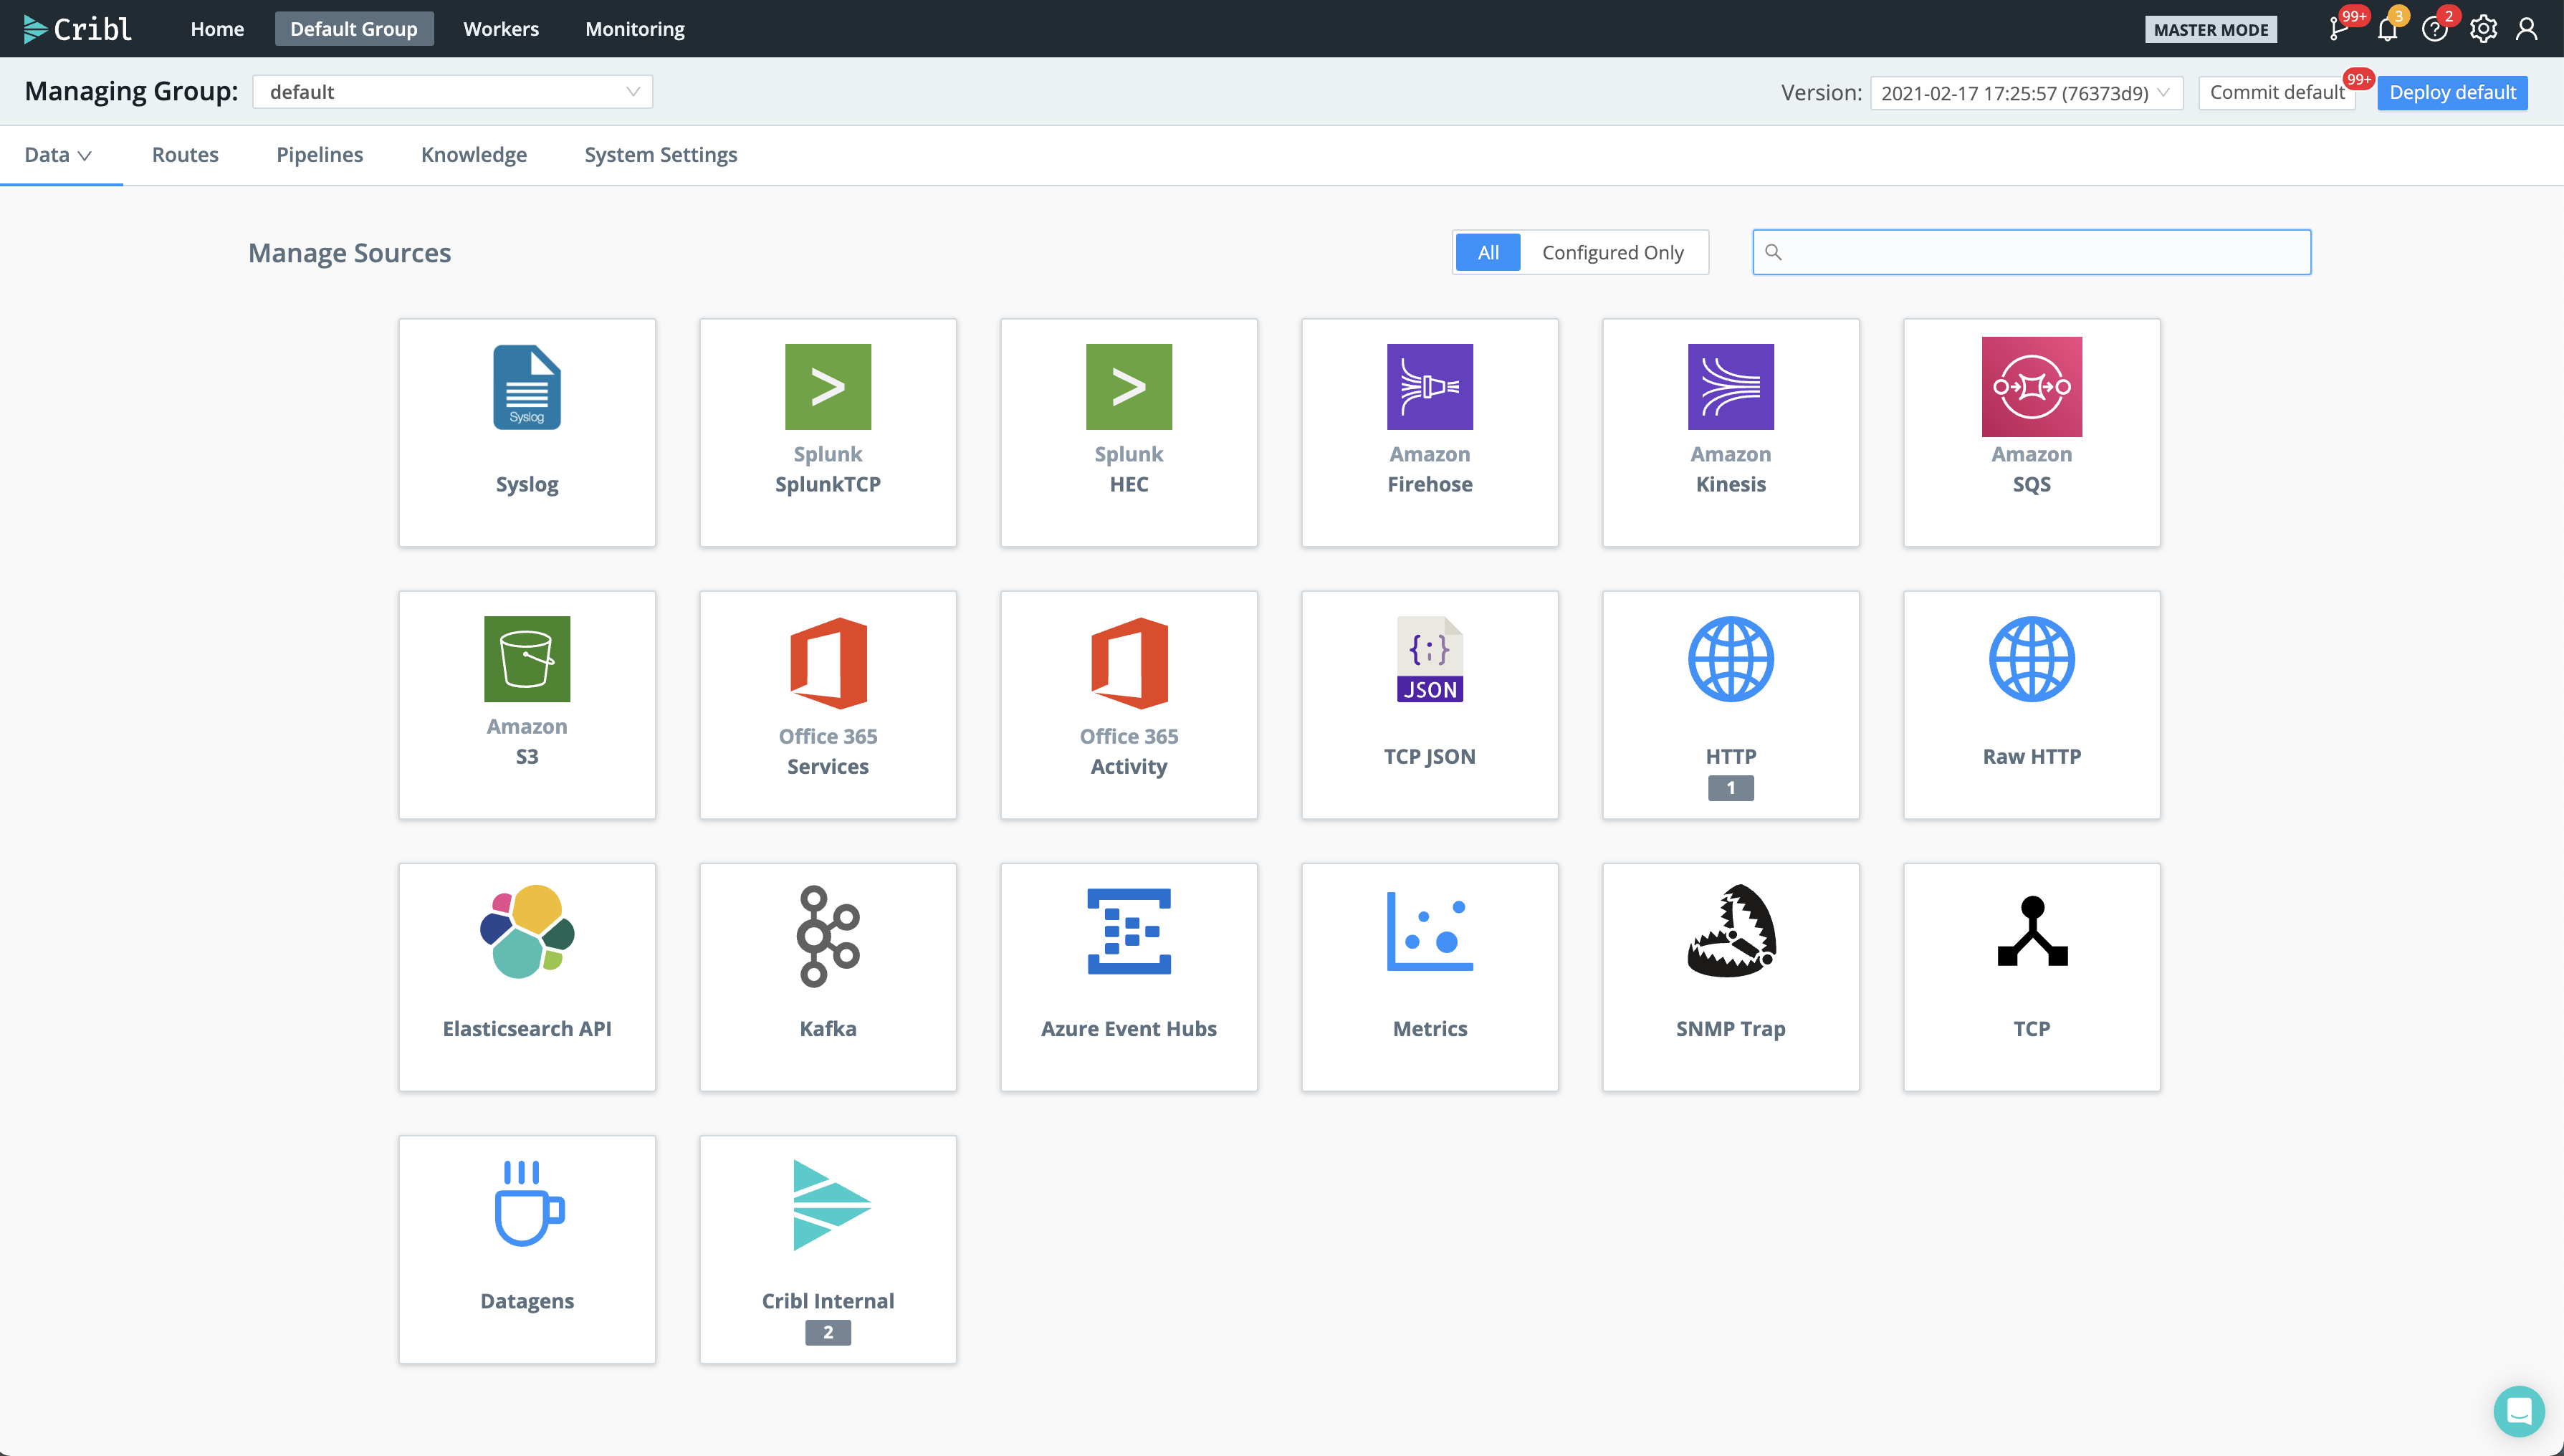 Cribl Home Default Group Workers Monitoring MASTER MODE 99+ 3 2
Managing Group: default Version: 2021-02-17 17:25:57 (76373d9) Commit default 99+ Deploy default
Data Routes Pipelines Knowledge System Settings
Manage Sources All Configured Only
Syslog
Syslog
Splunk
SplunkTCP
Splunk
HEC
Amazon
Firehose
Amazon
Kinesis
Amazon
SQS
Amazon
S3
Office 365
Services
Office 365
Activity
{;}
JSON
TCP JSON
HTTP
1
Raw HTTP
Elasticsearch API
Kafka
Azure Event Hubs
Metrics
SNMP Trap
TCP
Datagens
Cribl Internal
2